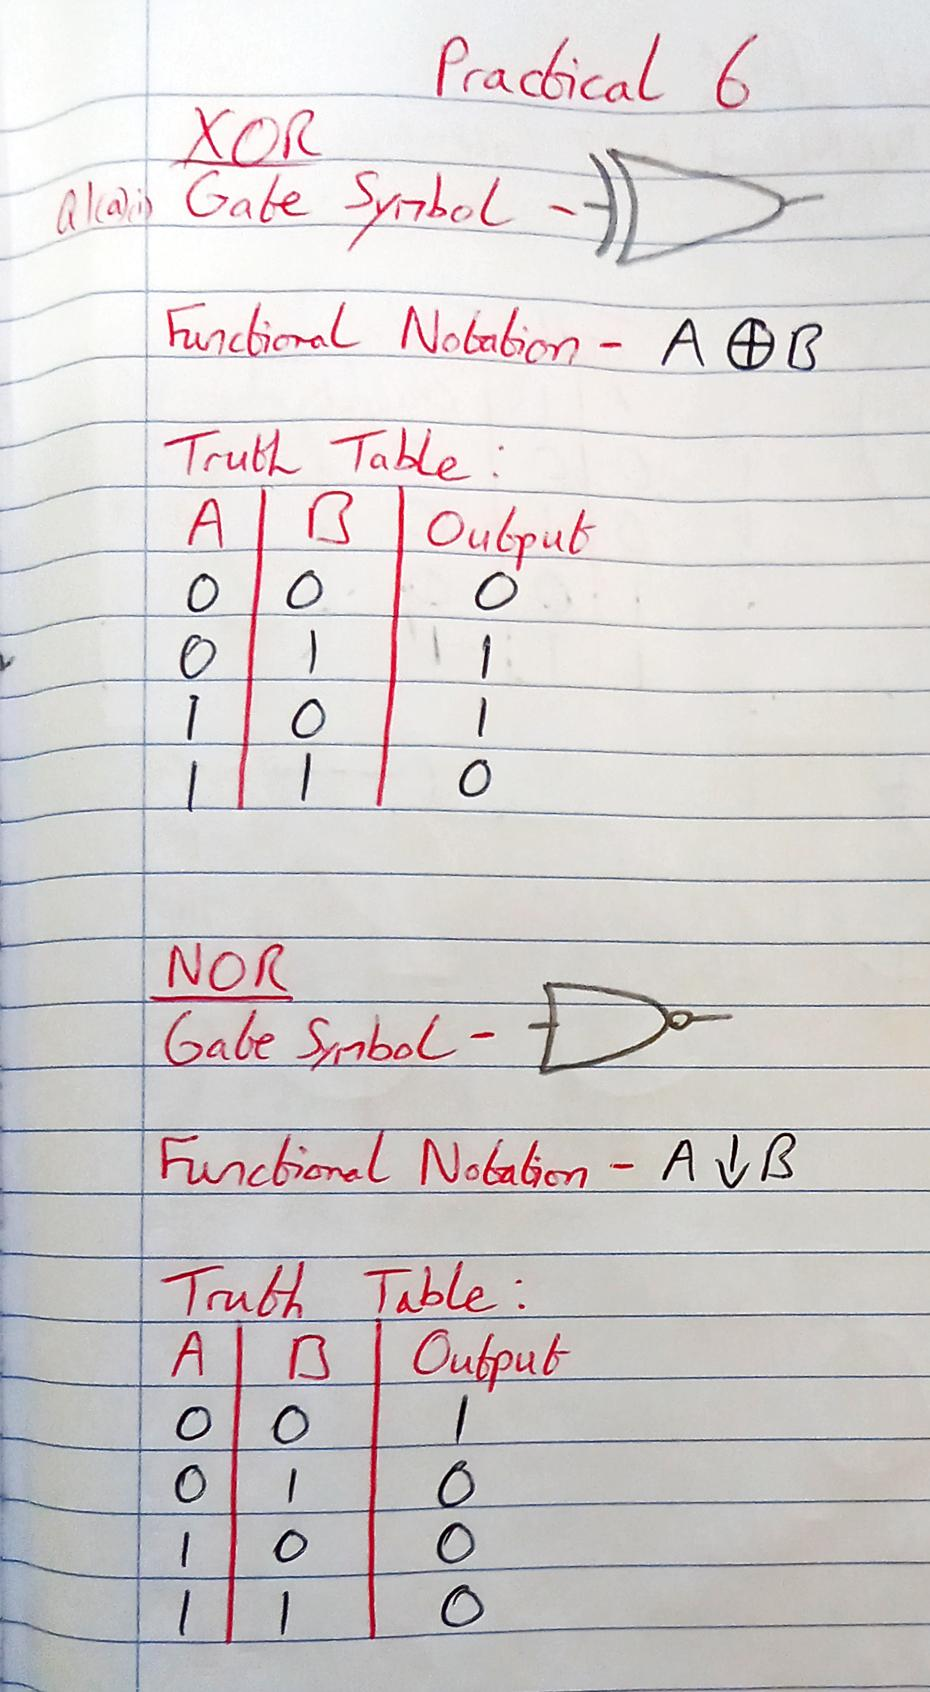 Practical 6
XOR
Q1(a)(i) Gate Symbol -
Functional Notation - A ⊕ B
Truth Table :
A B Output
0 0 0
0 1 1
1 0 1
1 1 0
NOR
Gate Symbol -
Functional Notation - A ↓ B
Truth Table :
A B Output
0 0 1
0 1 0
1 0 0
1 1 0